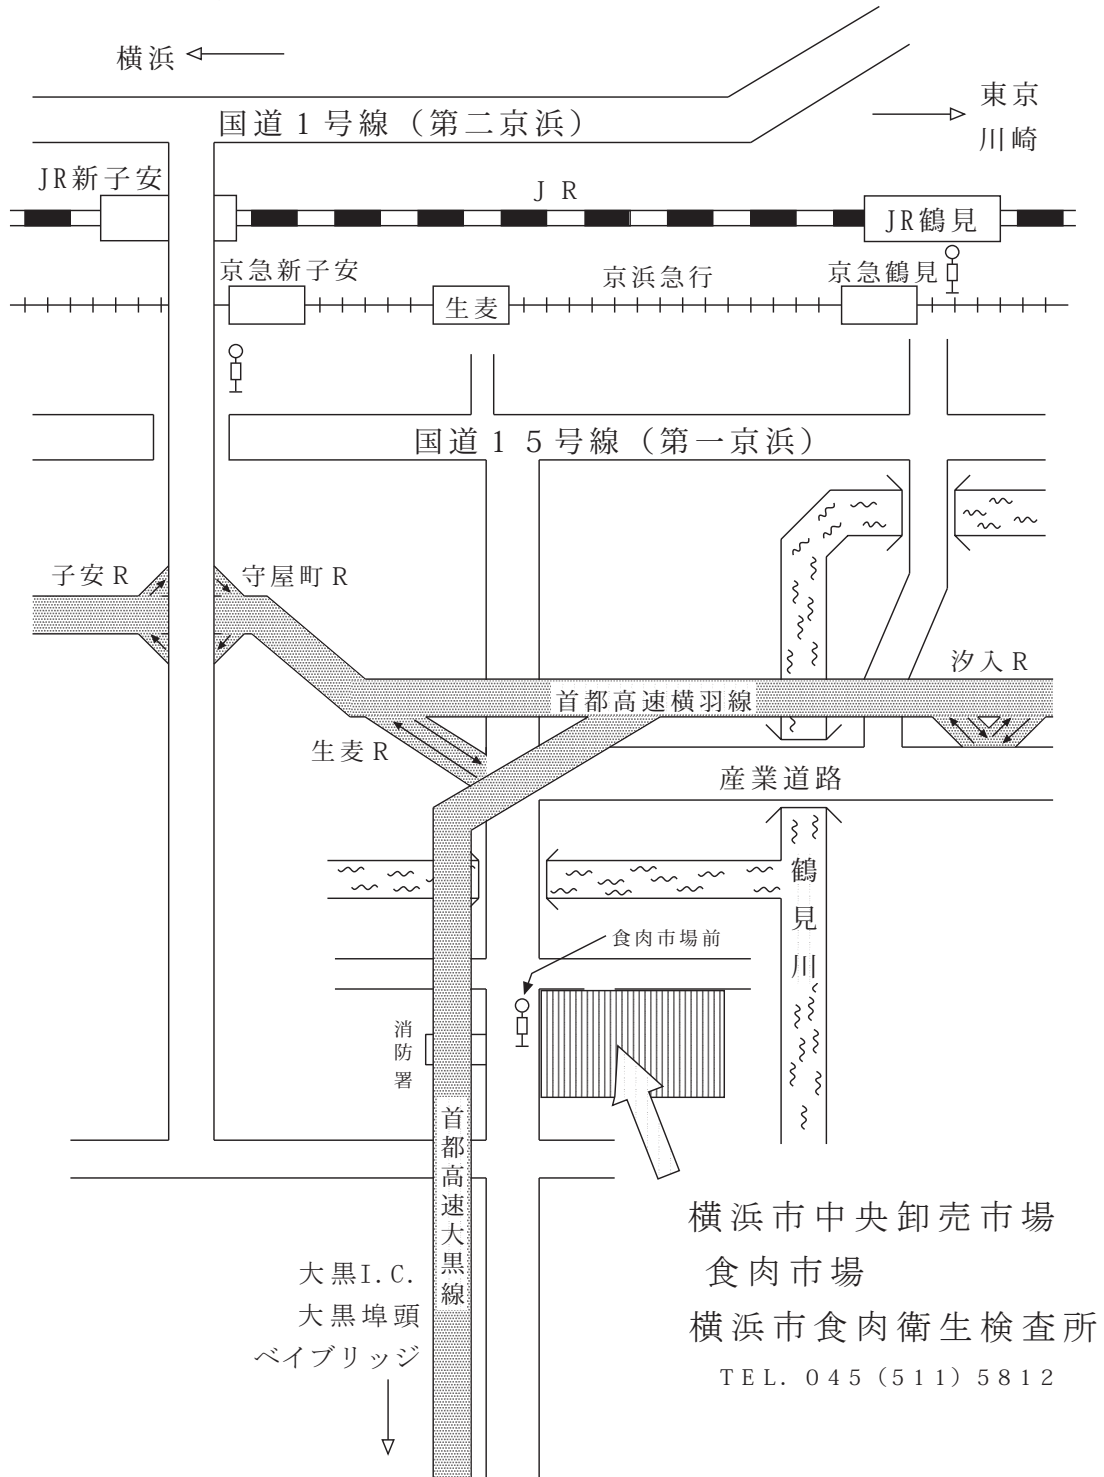 横浜
東京
川崎
国道1号線（第二京浜）
JR新子安
JR
JR鶴見
京急新子安
京浜急行
京急鶴見
生麦
国道15号線（第一京浜）
子安R
守屋町R
汐入R
首都高速横羽線
生麦R
産業道路
鶴見川
食肉市場前
消防署
首都高速大黒線
横浜市中央卸売市場
食肉市場
横浜市食肉衛生検査所
TEL. 045（511）5812
大黒I.C.
大黒埠頭
ベイブリッジ